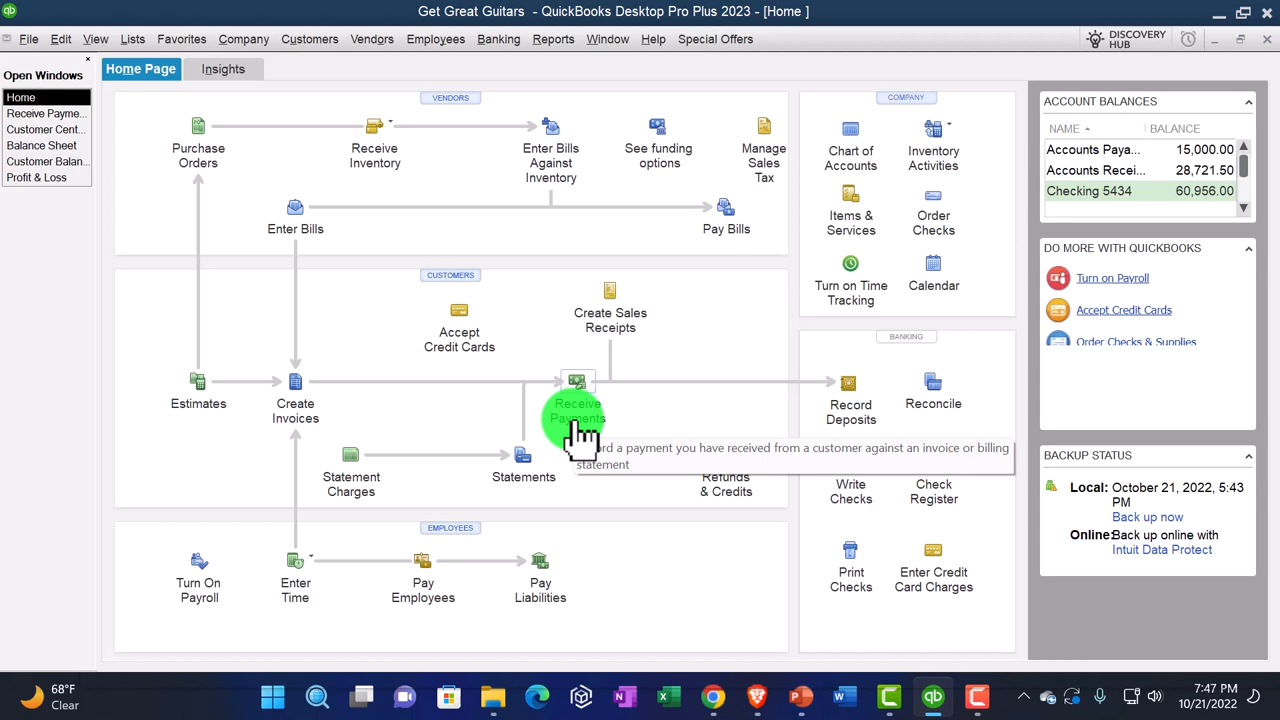 Get Great Guitars - QuickBooks Desktop Pro Plus 2023 - [Home ]
File Edit View Lists Favorites Company Customers Vendors Employees Banking Reports Window Help Special Offers
DISCOVERY
HUB
Open Windows
Home
Receive Payme...
Customer Cent...
Balance Sheet
Customer Balan...
Profit & Loss
Home Page
Insights
VENDORS
Purchase
Orders
Receive
Inventory
Enter Bills
Against
Inventory
See funding
options
Manage
Sales
Tax
Enter Bills
Pay Bills
CUSTOMERS
Accept
Credit Cards
Create Sales
Receipts
Estimates
Create
Invoices
Receive
Payments
a payment you have received from a customer against an invoice or billing
statement
Statement
Charges
Statements
Refunds
& Credits
EMPLOYEES
Turn On
Payroll
Enter
Time
Pay
Employees
Pay
Liabilities
COMPANY
Chart of
Accounts
Inventory
Activities
Items &
Services
Order
Checks
Turn on Time
Tracking
Calendar
BANKING
Record
Deposits
Reconcile
Write
Checks
Check
Register
Print
Checks
Enter Credit
Card Charges
ACCOUNT BALANCES
NAME BALANCE
Accounts Paya... 15,000.00
Accounts Recei... 28,721.50
Checking 5434 60,956.00
DO MORE WITH QUICKBOOKS
Turn on Payroll
Accept Credit Cards
Order Checks & Supplies
BACKUP STATUS
Local: October 21, 2022, 5:43
PM
Back up now
Online: Back up online with
Intuit Data Protect
68°F
Clear
7:47 PM
10/21/2022